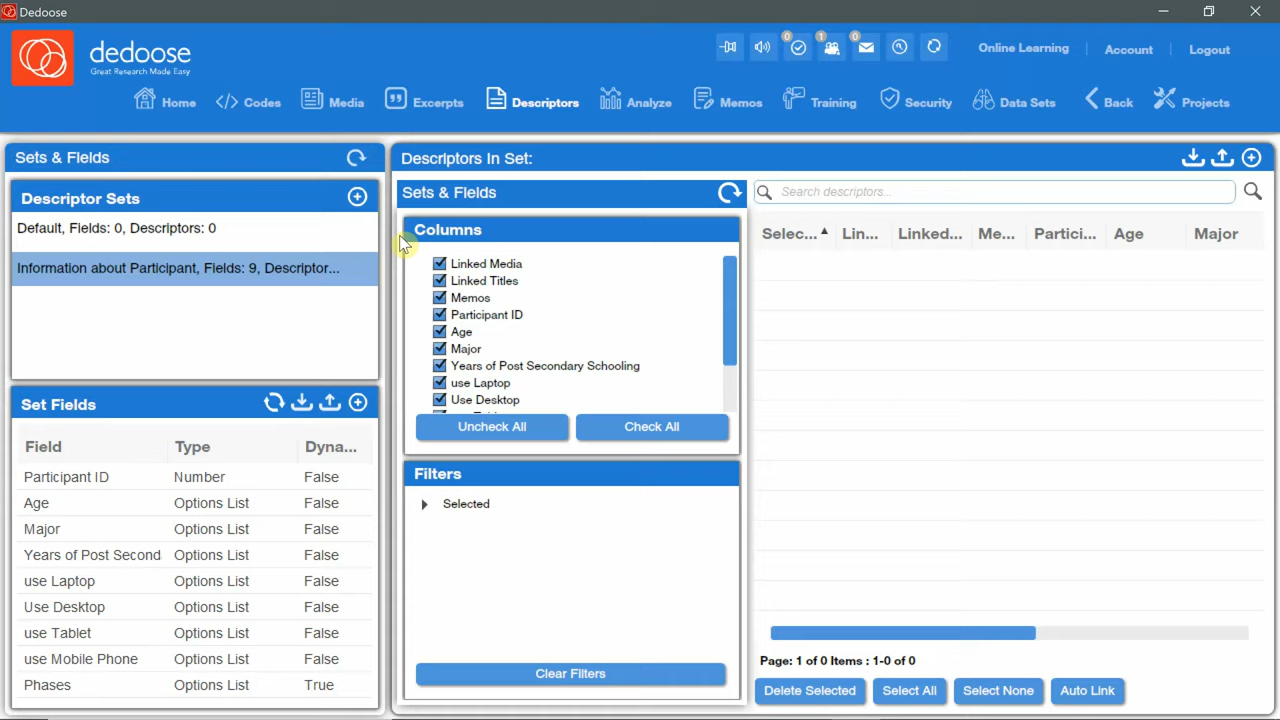 Dedoose
dedoose
Great Research Made Easy
0
1
0
Online Learning
Account
Logout
Home
Codes
Media
Excerpts
Descriptors
Analyze
Memos
Training
Security
Data Sets
Back
Projects
Sets & Fields
Descriptor Sets
Default, Fields: 0, Descriptors: 0
Information about Participant, Fields: 9, Descriptor...
Set Fields
Field Type Dyna...
Participant ID Number False
Age Options List False
Major Options List False
Years of Post Second Options List False
use Laptop Options List False
Use Desktop Options List False
use Tablet Options List False
use Mobile Phone Options List False
Phases Options List True
Descriptors In Set:
Sets & Fields
Columns
Linked Media
Linked Titles
Memos
Participant ID
Age
Major
Years of Post Secondary Schooling
use Laptop
Use Desktop
Uncheck All
Check All
Filters
Selected
Clear Filters
Search descriptors...
Selec... Lin... Linked... Me... Partici... Age Major
Page: 1 of 0 Items : 1-0 of 0
Delete Selected
Select All
Select None
Auto Link